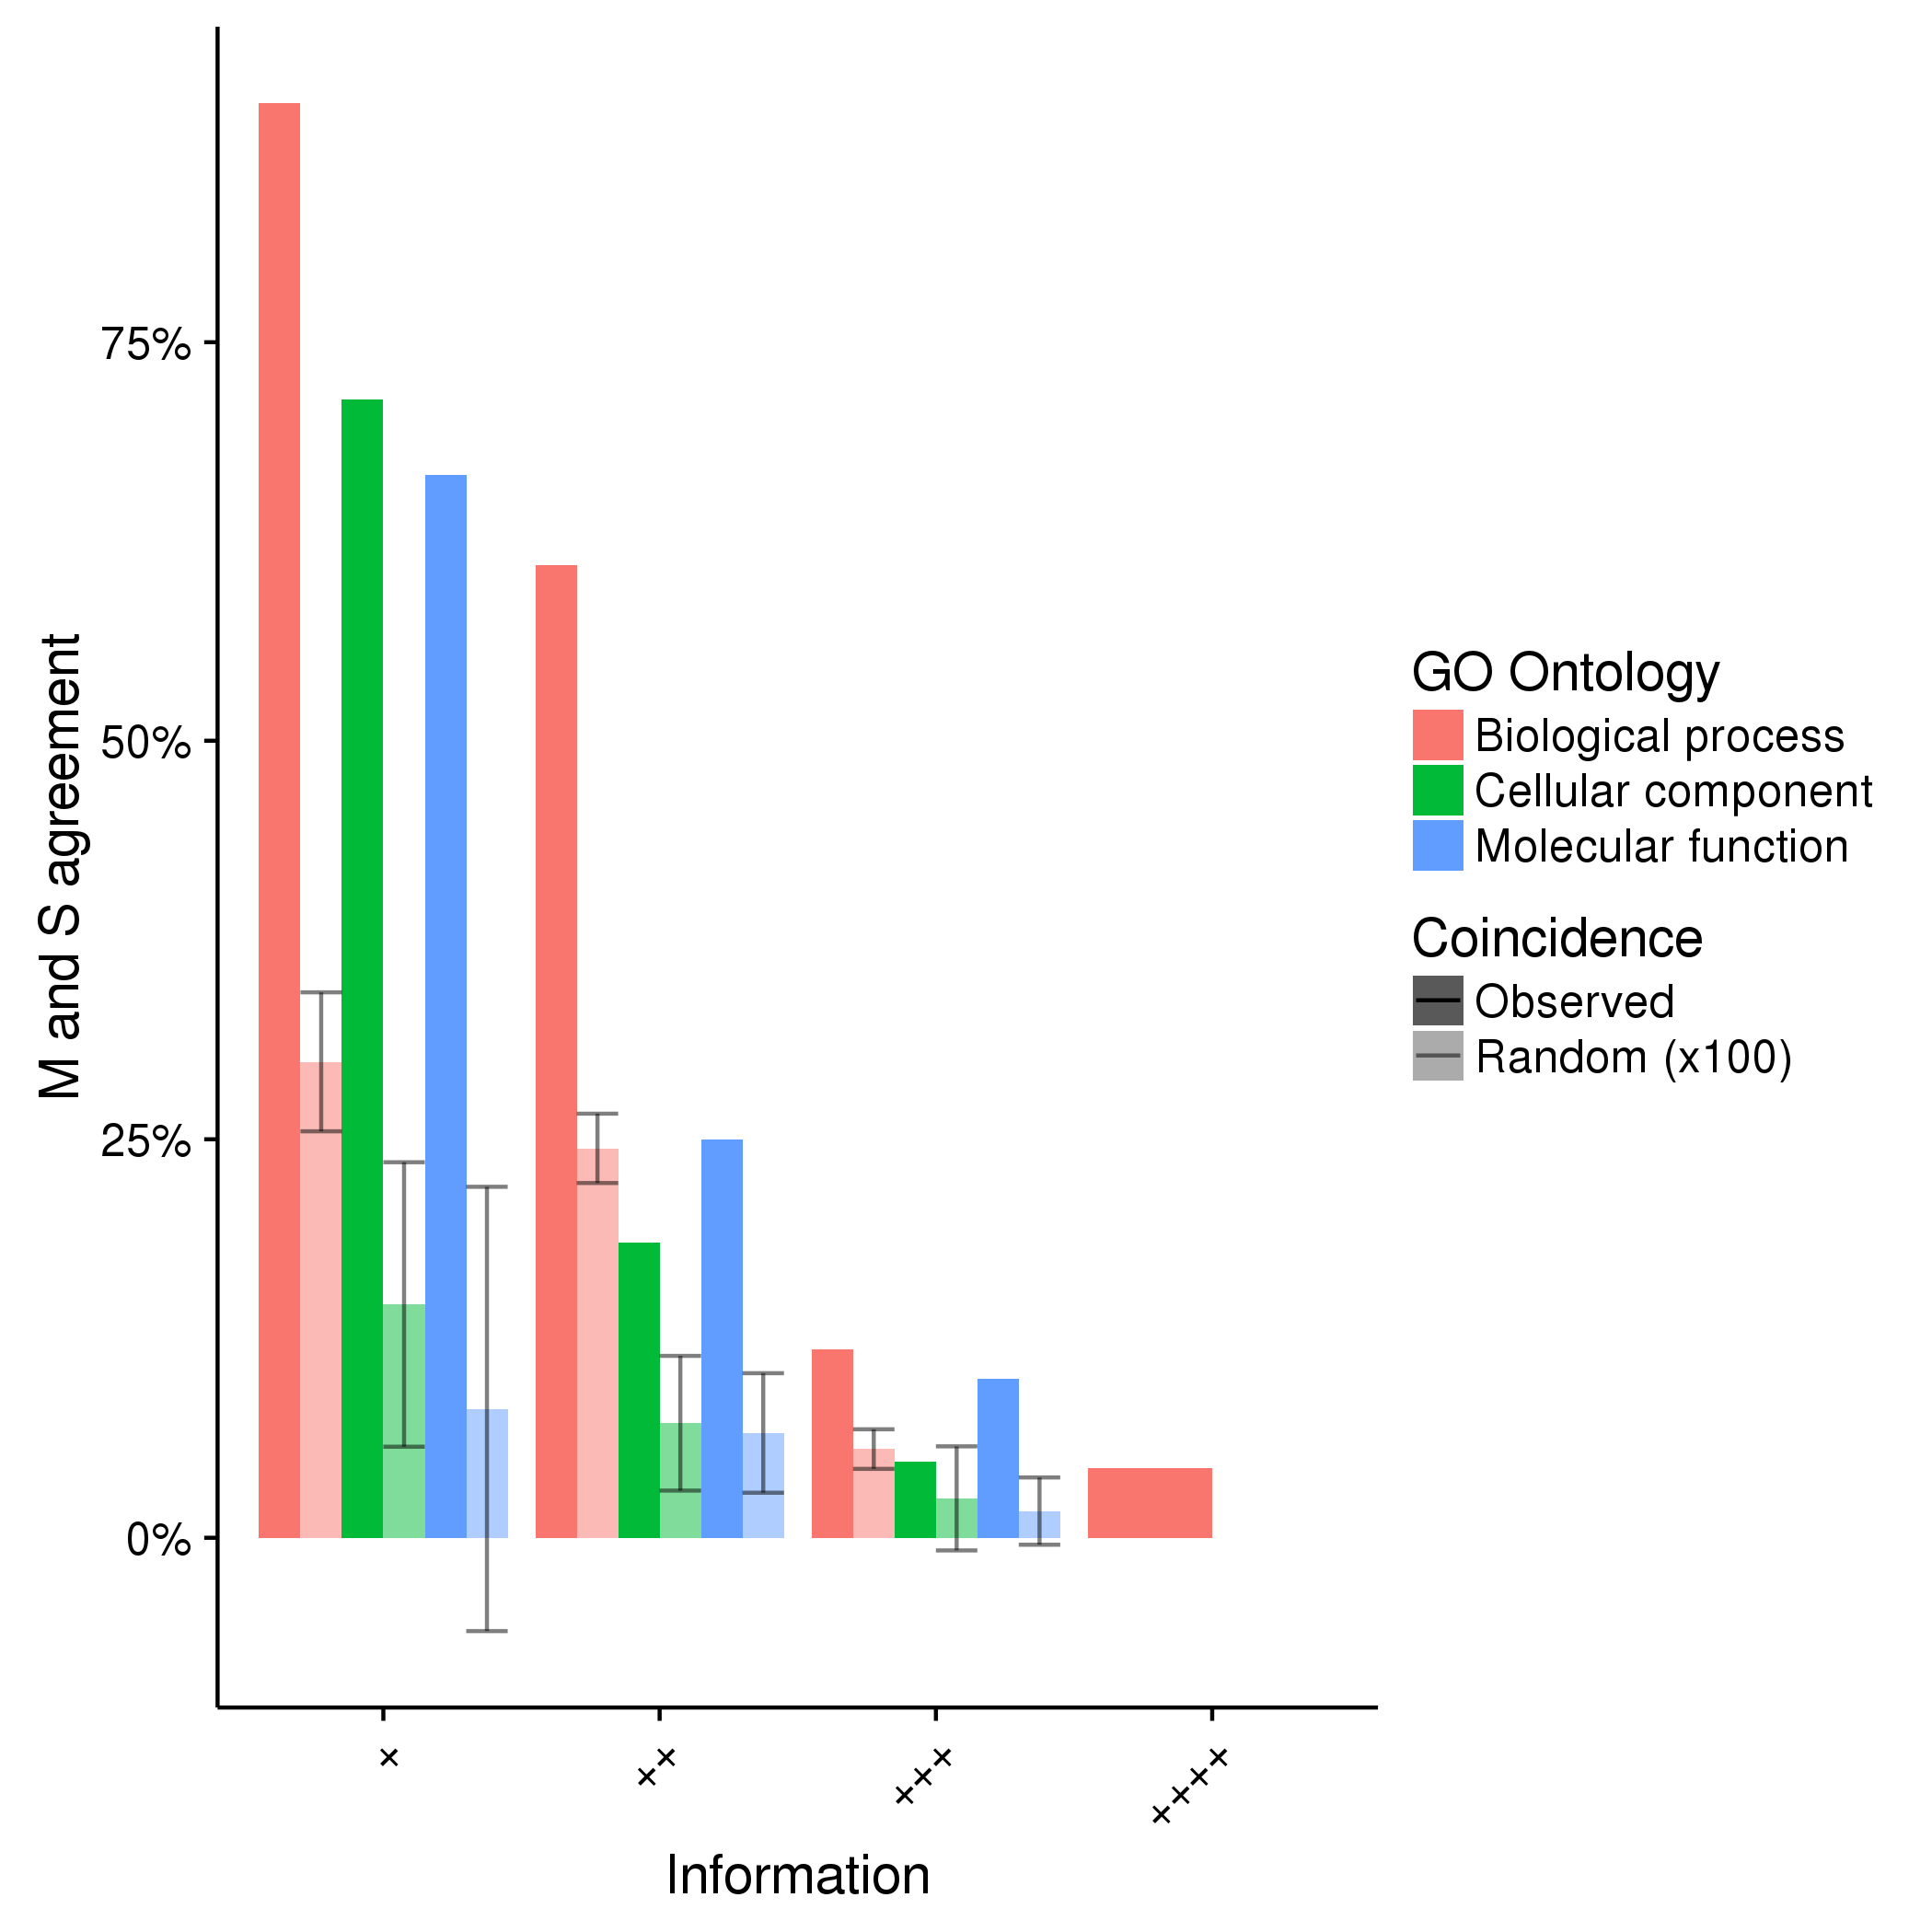 M and S agreement
75%
50%
25%
0%
+
++
+++
++++
Information
GO Ontology
Biological process
Cellular component
Molecular function
Coincidence
Observed
Random (x100)